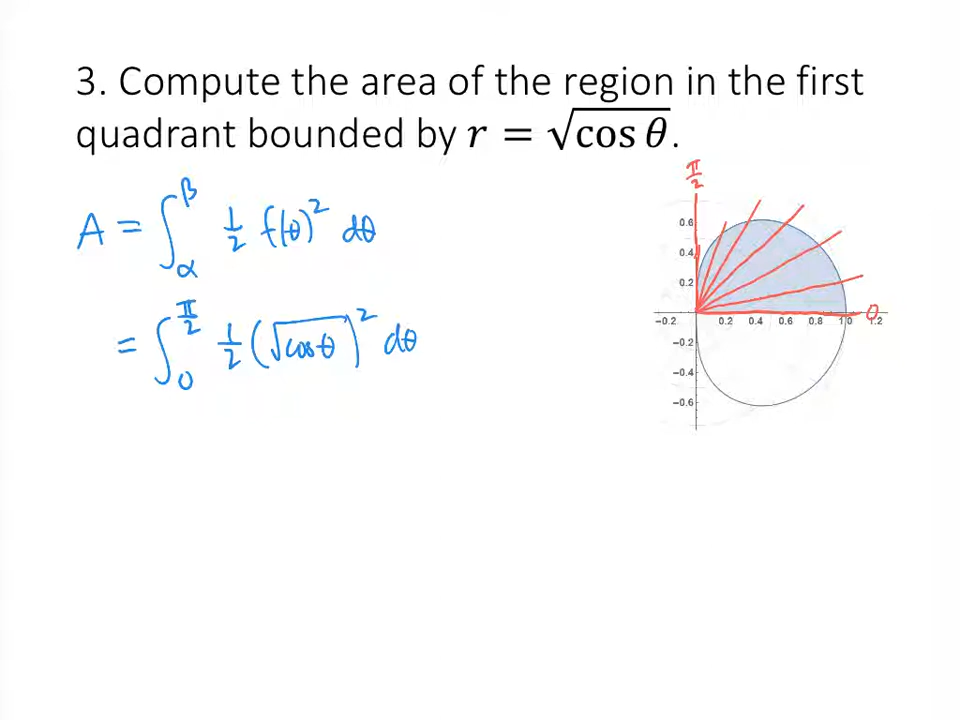 3. Compute the area of the region in the first
quadrant bounded by r = √cos θ.
A = ∫_α^β 1/2 f(θ)² dθ
= ∫_0^{π/2} 1/2 (√cosθ)² dθ
π/2
0.6
0.4
0.2
−0.2 0.2 0.4 0.6 0.8 1.0 1.2 0
−0.2
−0.4
−0.6